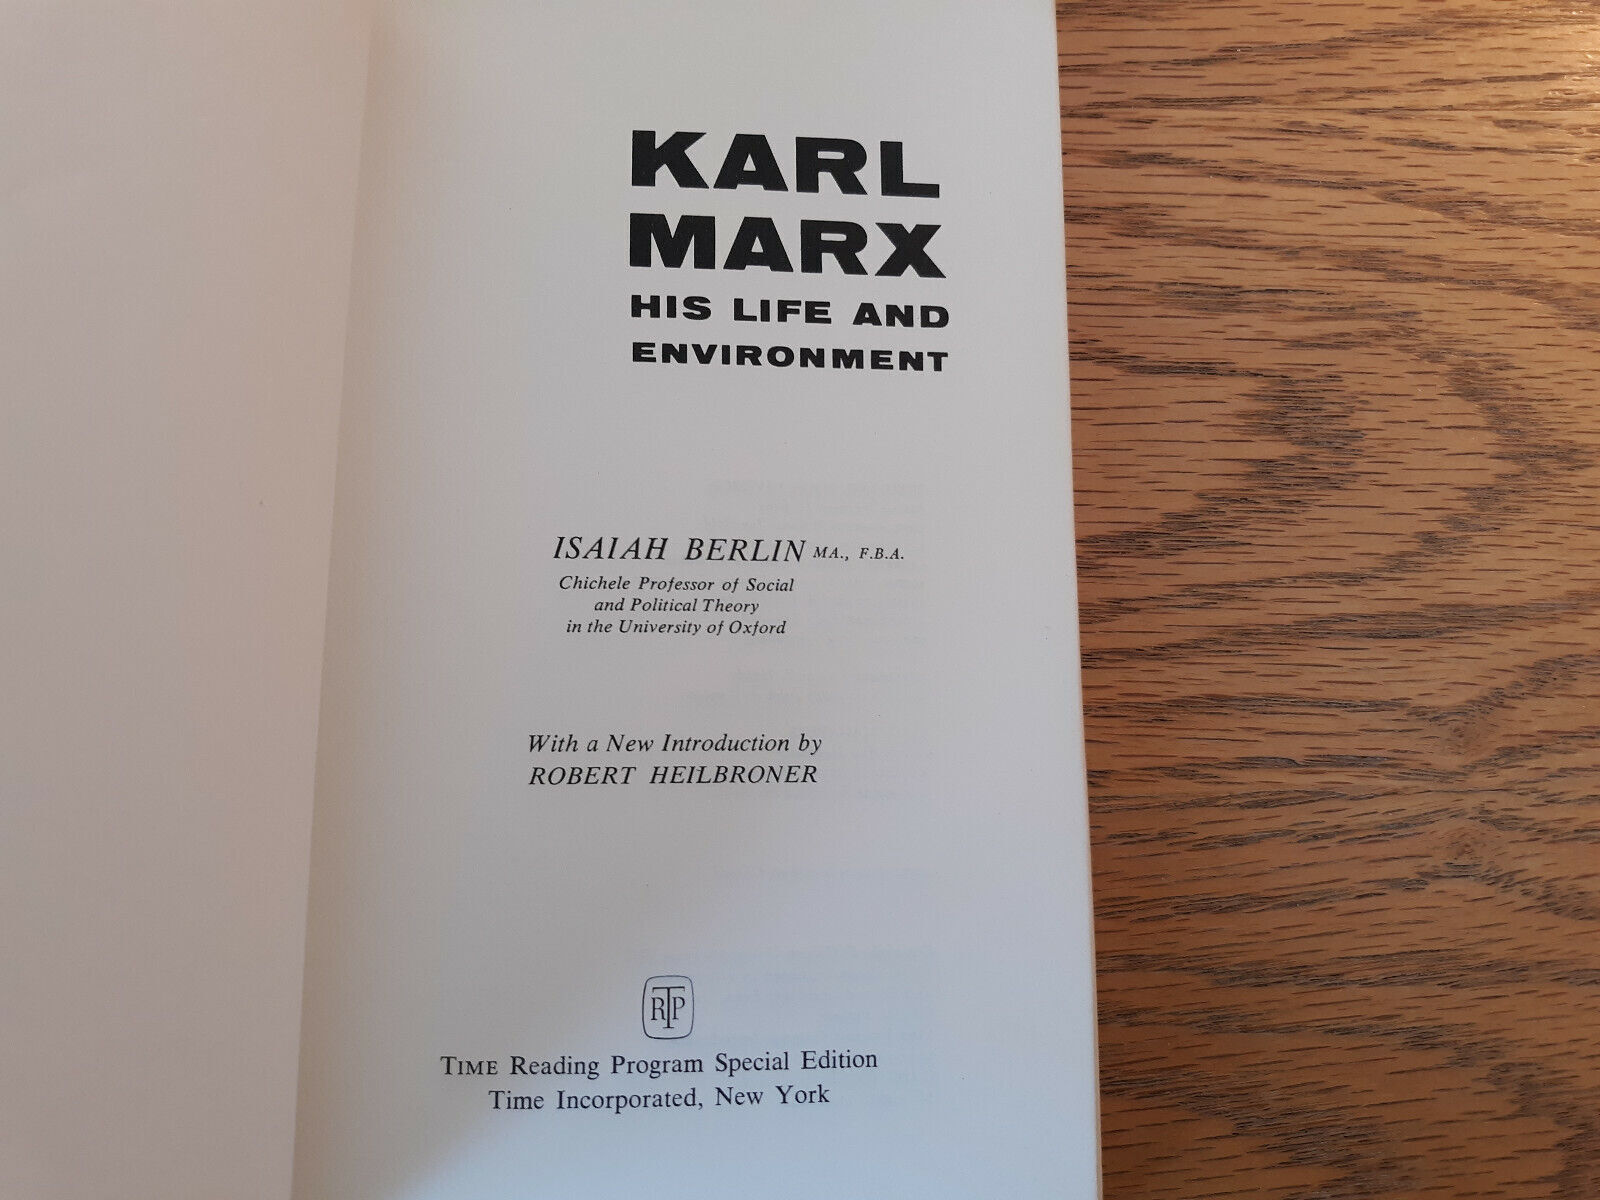 KARL
MARX
HIS LIFE AND
ENVIRONMENT
ISAIAH BERLIN MA., F.B.A.
Chichele Professor of Social
and Political Theory
in the University of Oxford
With a New Introduction by
ROBERT HEILBRONER
RTP
TIME Reading Program Special Edition
Time Incorporated, New York